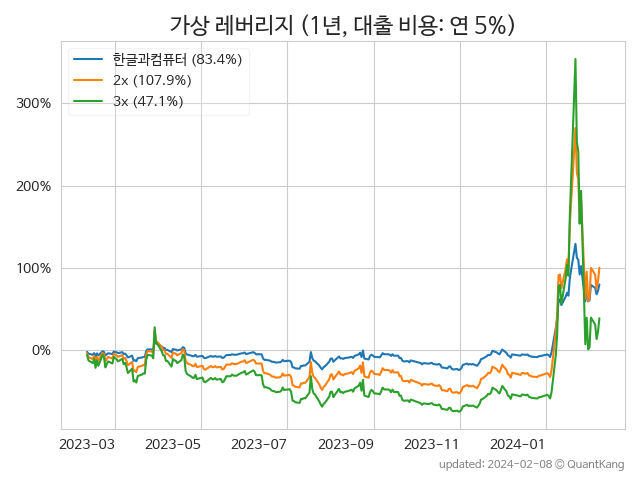 가상 레버리지 (1년, 대출 비용: 연 5%)
한글과컴퓨터 (83.4%)
2x (107.9%)
3x (47.1%)
300%
200%
100%
0%
2023-03 2023-05 2023-07 2023-09 2023-11 2024-01
updated: 2024-02-08 © QuantKang